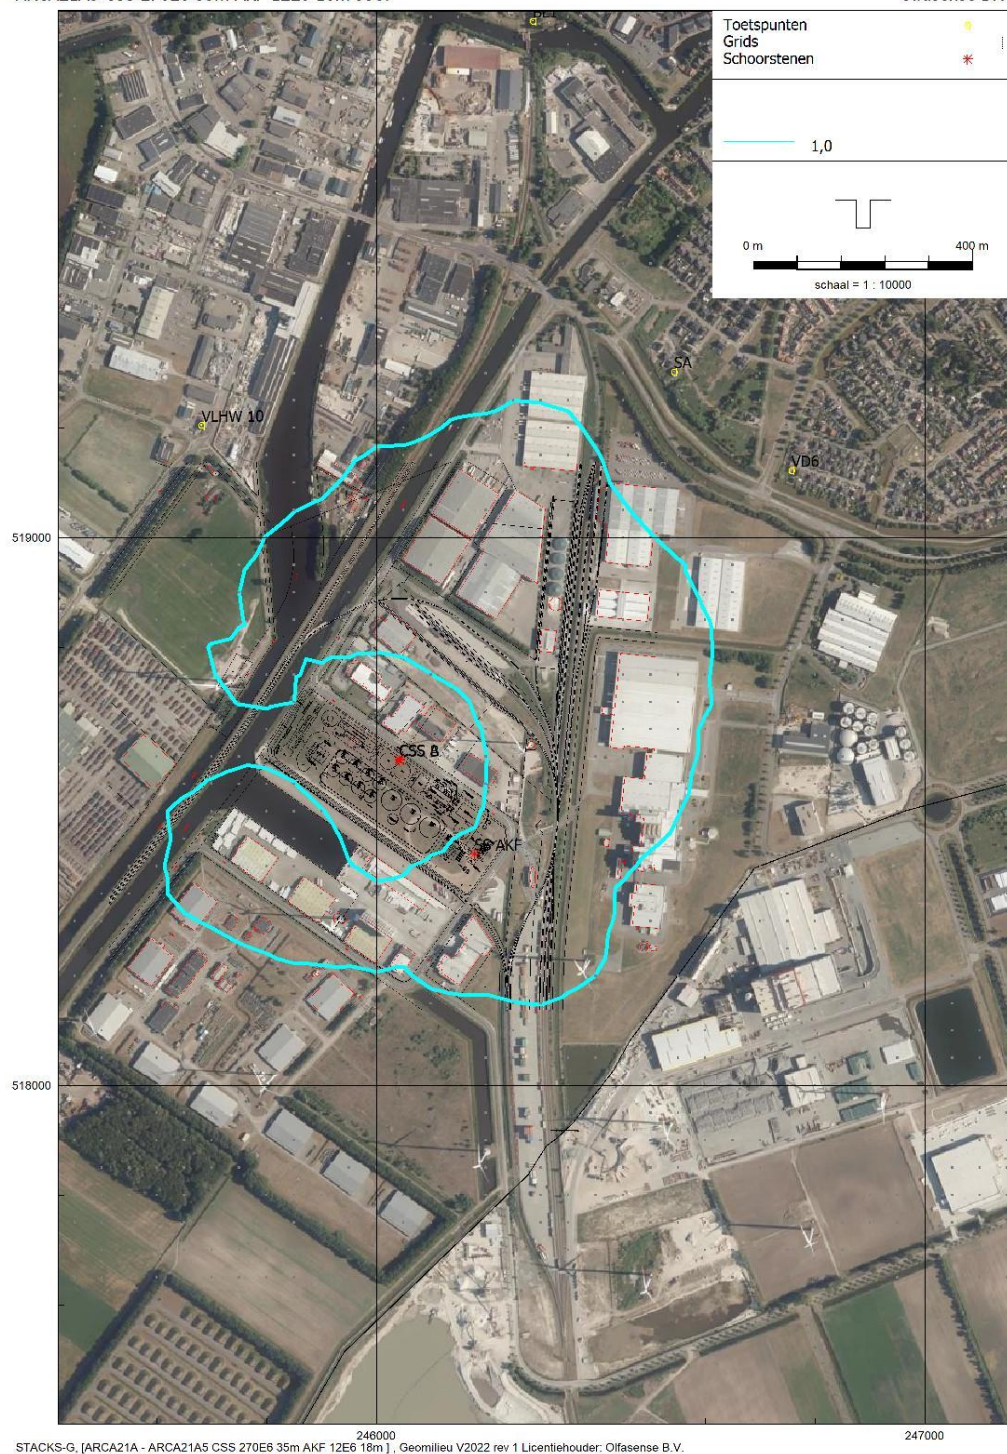 Toetspunten
Grids
Schoorstenen
1,0
0 m 400 m
schaal = 1 : 10000
SA
VLHW 10
VD6
519000
CSS
SS AKF
518000
246000 247000
STACKS-G, [ARCA21A - ARCA21A5 CSS 270E6 35m AKF 12E6 18m ] , Geomilieu V2022 rev 1 Licentiehouder: Olfasense B.V.